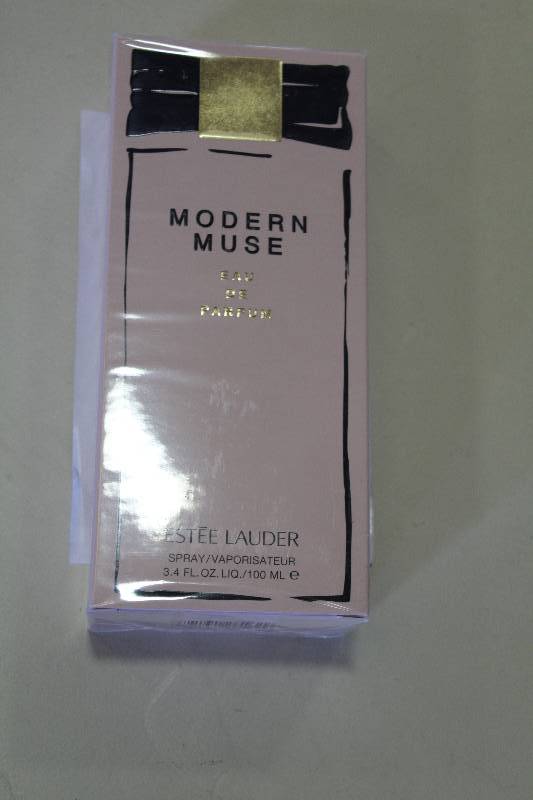 MODERN
MUSE
EAU
DE
PARFUM
ESTĒE LAUDER
SPRAY/VAPORISATEUR
3.4 FL.OZ.LIQ./100 ML ℮